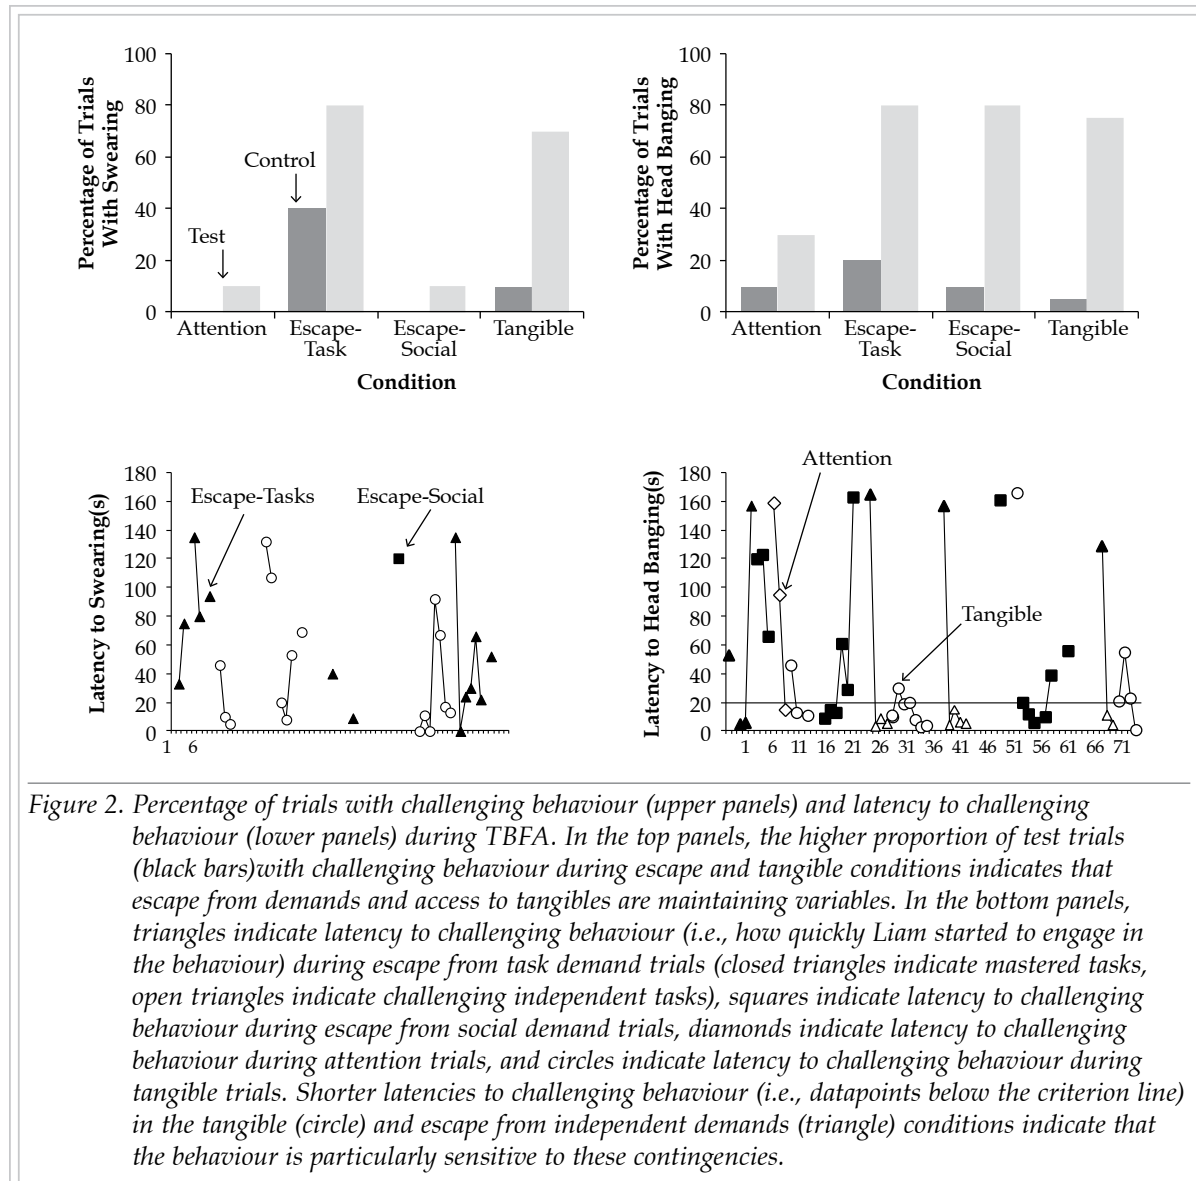 100
80
60
40
20
0
Percentage of Trials
With Swearing
Control
Test
Attention
Escape-
Task
Escape-
Social
Tangible
Condition
100
80
60
40
20
0
Percentage of Trials
With Head Banging
Attention
Escape-
Task
Escape-
Social
Tangible
Condition
180
160
140
120
100
80
60
40
20
0
Latency to Swearing(s)
Escape-Tasks
Escape-Social
1 6
180
160
140
120
100
80
60
40
20
0
Latency to Head Banging(s)
Attention
Tangible
1 6 11 16 21 26 31 36 41 46 51 56 61 66 71
Figure 2. Percentage of trials with challenging behaviour (upper panels) and latency to challenging
behaviour (lower panels) during TBFA. In the top panels, the higher proportion of test trials
(black bars)with challenging behaviour during escape and tangible conditions indicates that
escape from demands and access to tangibles are maintaining variables. In the bottom panels,
triangles indicate latency to challenging behaviour (i.e., how quickly Liam started to engage in
the behaviour) during escape from task demand trials (closed triangles indicate mastered tasks,
open triangles indicate challenging independent tasks), squares indicate latency to challenging
behaviour during escape from social demand trials, diamonds indicate latency to challenging
behaviour during attention trials, and circles indicate latency to challenging behaviour during
tangible trials. Shorter latencies to challenging behaviour (i.e., datapoints below the criterion line)
in the tangible (circle) and escape from independent demands (triangle) conditions indicate that
the behaviour is particularly sensitive to these contingencies.